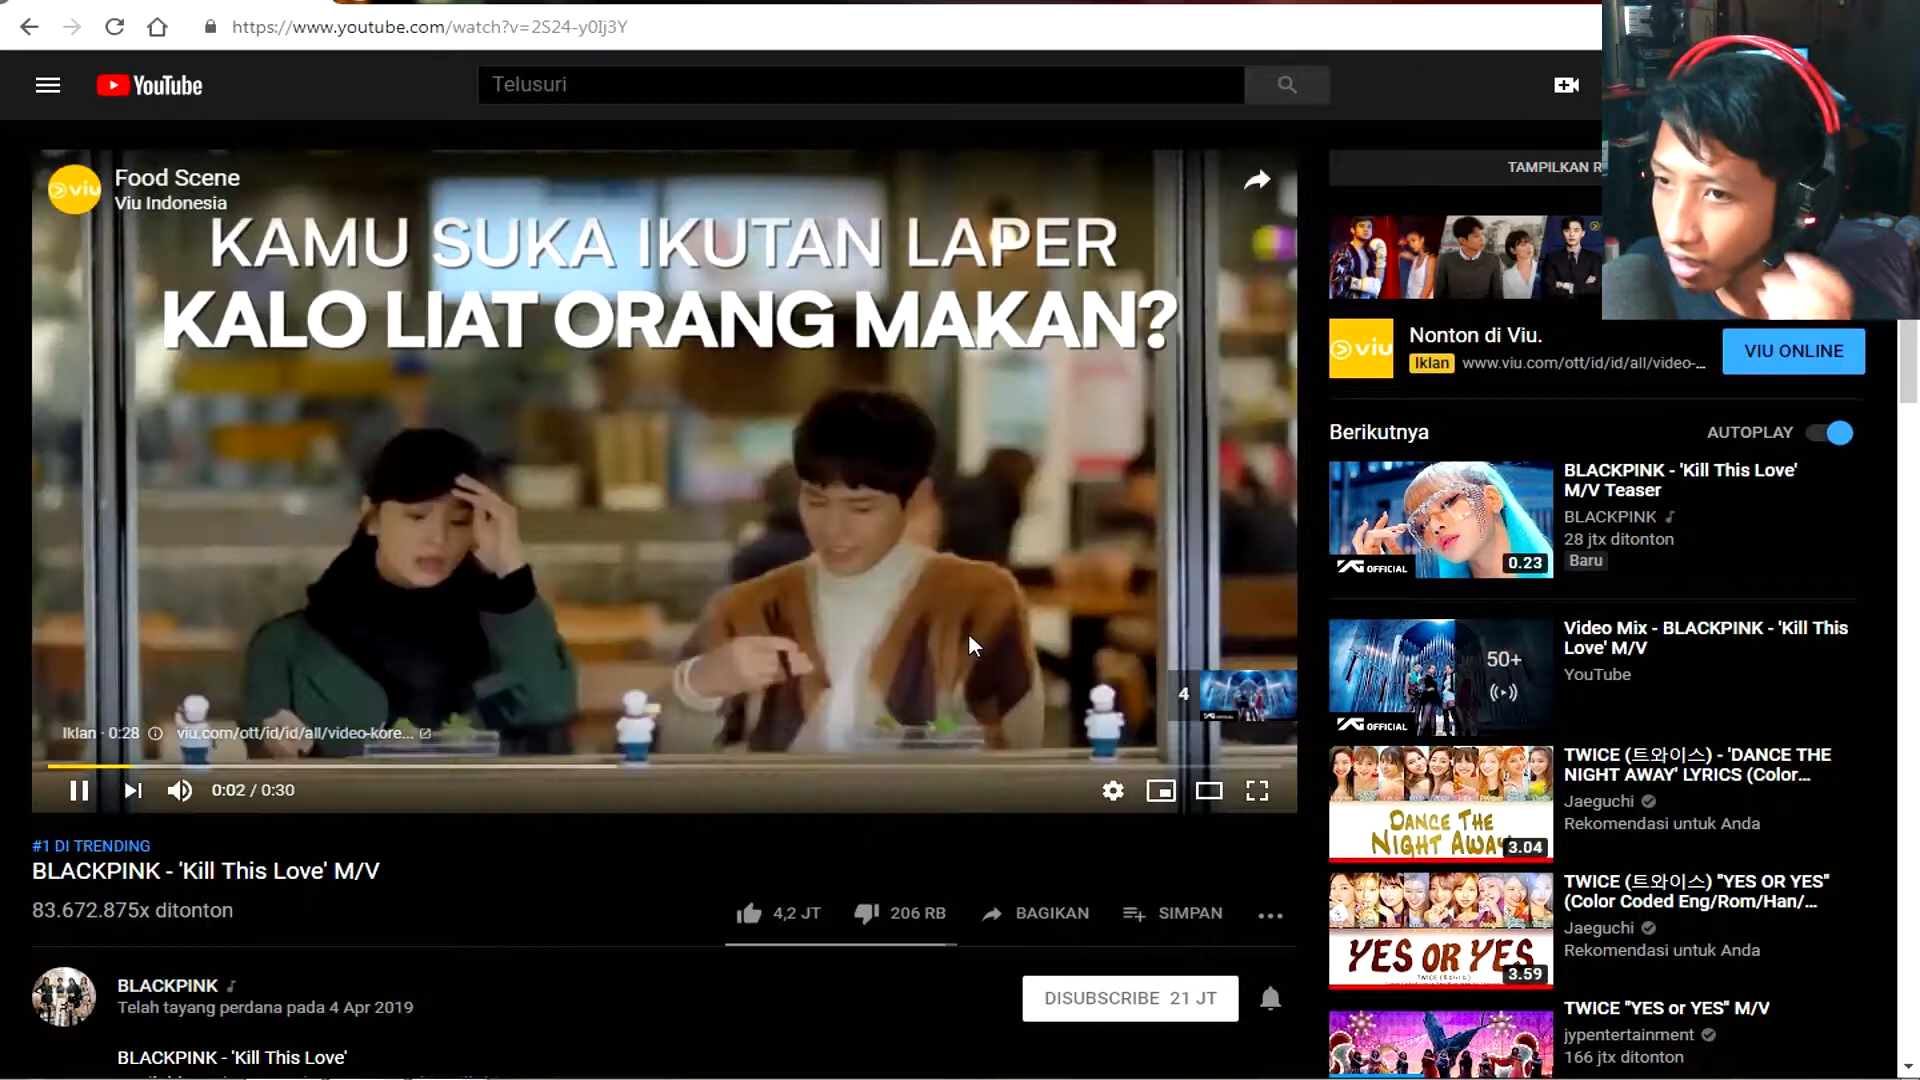 https://www.youtube.com/watch?v=2S24-y0Ij3Y
YouTube
Telusuri
viu
Food Scene
Viu Indonesia
KAMU SUKA IKUTAN LAPER
KALO LIAT ORANG MAKAN?
4
Iklan · 0:28
viu.com/ott/id/id/all/video-kore...
0:02 / 0:30
#1 DI TRENDING
BLACKPINK - 'Kill This Love' M/V
83.672.875x ditonton
4,2 JT
206 RB
BAGIKAN
SIMPAN
BLACKPINK
Telah tayang perdana pada 4 Apr 2019
DISUBSCRIBE 21 JT
BLACKPINK - 'Kill This Love'
TAMPILKAN R
viu
Nonton di Viu.
Iklan www.viu.com/ott/id/id/all/video-...
VIU ONLINE
Berikutnya
AUTOPLAY
YG OFFICIAL
0.23
BLACKPINK - 'Kill This Love'
M/V Teaser
BLACKPINK
28 jtx ditonton
Baru
50+
YG OFFICIAL
Video Mix - BLACKPINK - 'Kill This
Love' M/V
YouTube
DANCE THE
NIGHT AWAY
3.04
TWICE (트와이스) - 'DANCE THE
NIGHT AWAY' LYRICS (Color...
Jaeguchi
Rekomendasi untuk Anda
YES OR YES
3.59
TWICE (트와이스) "YES OR YES"
(Color Coded Eng/Rom/Han/...
Jaeguchi
Rekomendasi untuk Anda
TWICE "YES or YES" M/V
jypentertainment
166 jtx ditonton